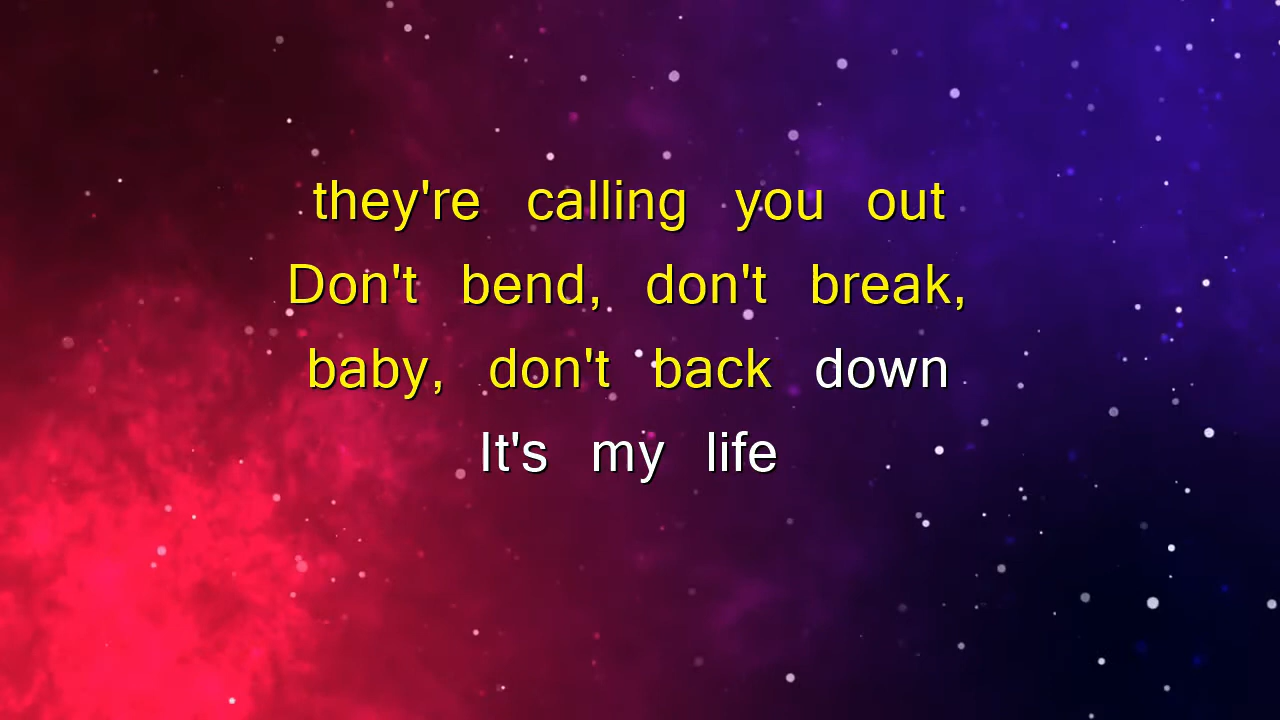 they're calling you out
Don't bend, don't break,
baby, don't back down
It's my life